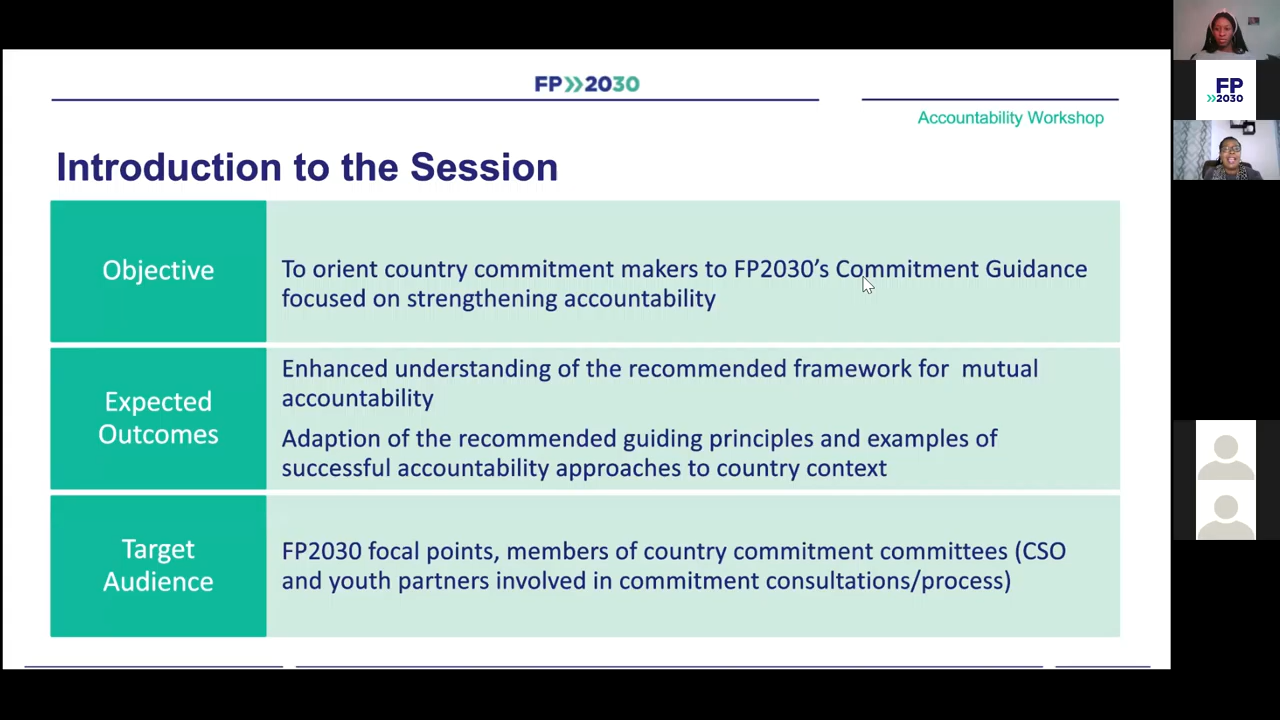 FP>>2030
Accountability Workshop
Introduction to the Session
Objective
To orient country commitment makers to FP2030's Commitment Guidance
focused on strengthening accountability
Expected
Outcomes
Enhanced understanding of the recommended framework for  mutual
accountability
Adaption of the recommended guiding principles and examples of
successful accountability approaches to country context
Target
Audience
FP2030 focal points, members of country commitment committees (CSO
and youth partners involved in commitment consultations/process)
FP
>>2030